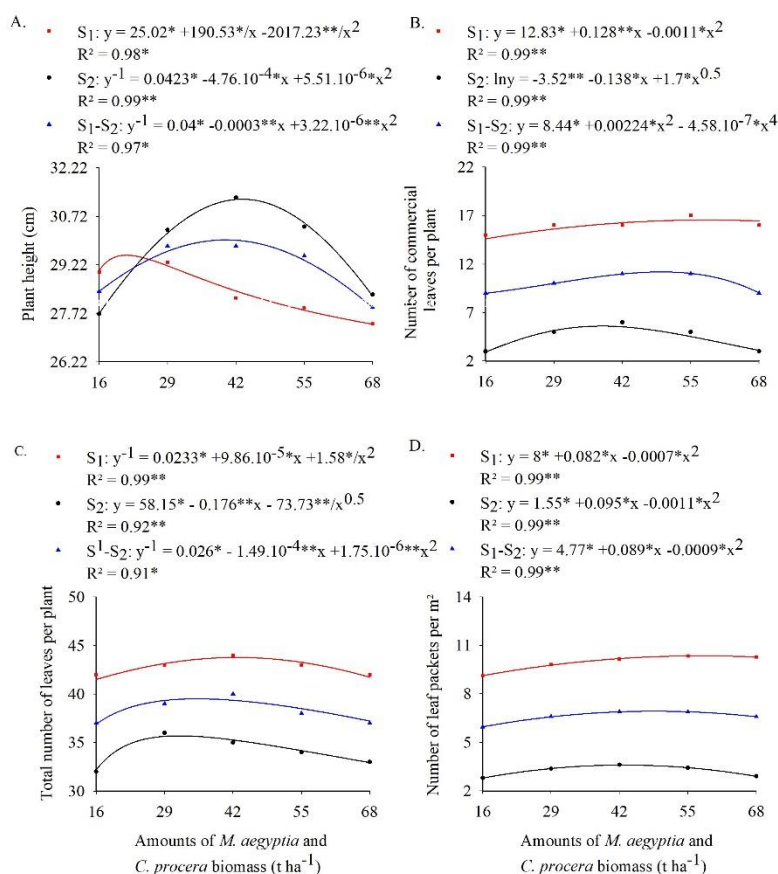 A.
S1: y = 25.02* +190.53*/x -2017.23**/x²
R² = 0.98*
S2: y⁻¹ = 0.0423* -4.76.10⁻⁴*x +5.51.10⁻⁶*x²
R² = 0.99**
S1-S2: y⁻¹ = 0.04* -0.0003**x +3.22.10⁻⁶**x²
R² = 0.97*
31.22
30.72
29.22
27.72
26.22
Plant height (cm)
16 29 42 55 68
B.
S1: y = 12.83* +0.128**x -0.0011*x²
R² = 0.99**
S2: lny = -3.52** -0.138*x +1.7*x⁰·⁵
R² = 0.99**
S1-S2: y = 8.44* +0.00224*x² - 4.58.10⁻⁷*x⁴
R² = 0.99**
22
17
12
7
2
Number of commercial
leaves per plant
16 29 42 55 68
C.
S1: y⁻¹ = 0.0233* +9.86.10⁻⁵*x +1.58*/x²
R² = 0.99**
S2: y = 58.15* - 0.176**x - 73.73**/x⁰·⁵
R² = 0.92**
S¹-S2: y⁻¹ = 0.026* - 1.49.10⁻⁴**x +1.75.10⁻⁶**x²
R² = 0.91*
50
45
40
35
30
Total number of leaves per plant
16 29 42 55 68
Amounts of M. aegyptia and
C. procera biomass (t ha⁻¹)
D.
S1: y = 8* +0.082*x -0.0007*x²
R² = 0.99**
S2: y = 1.55* +0.095*x -0.0011*x²
R² = 0.99**
S1-S2: y = 4.77* +0.089*x -0.0009*x²
R² = 0.99**
14
11
8
5
2
Number of leaf packets per m²
16 29 42 55 68
Amounts of M. aegyptia and
C. procera biomass (t ha⁻¹)